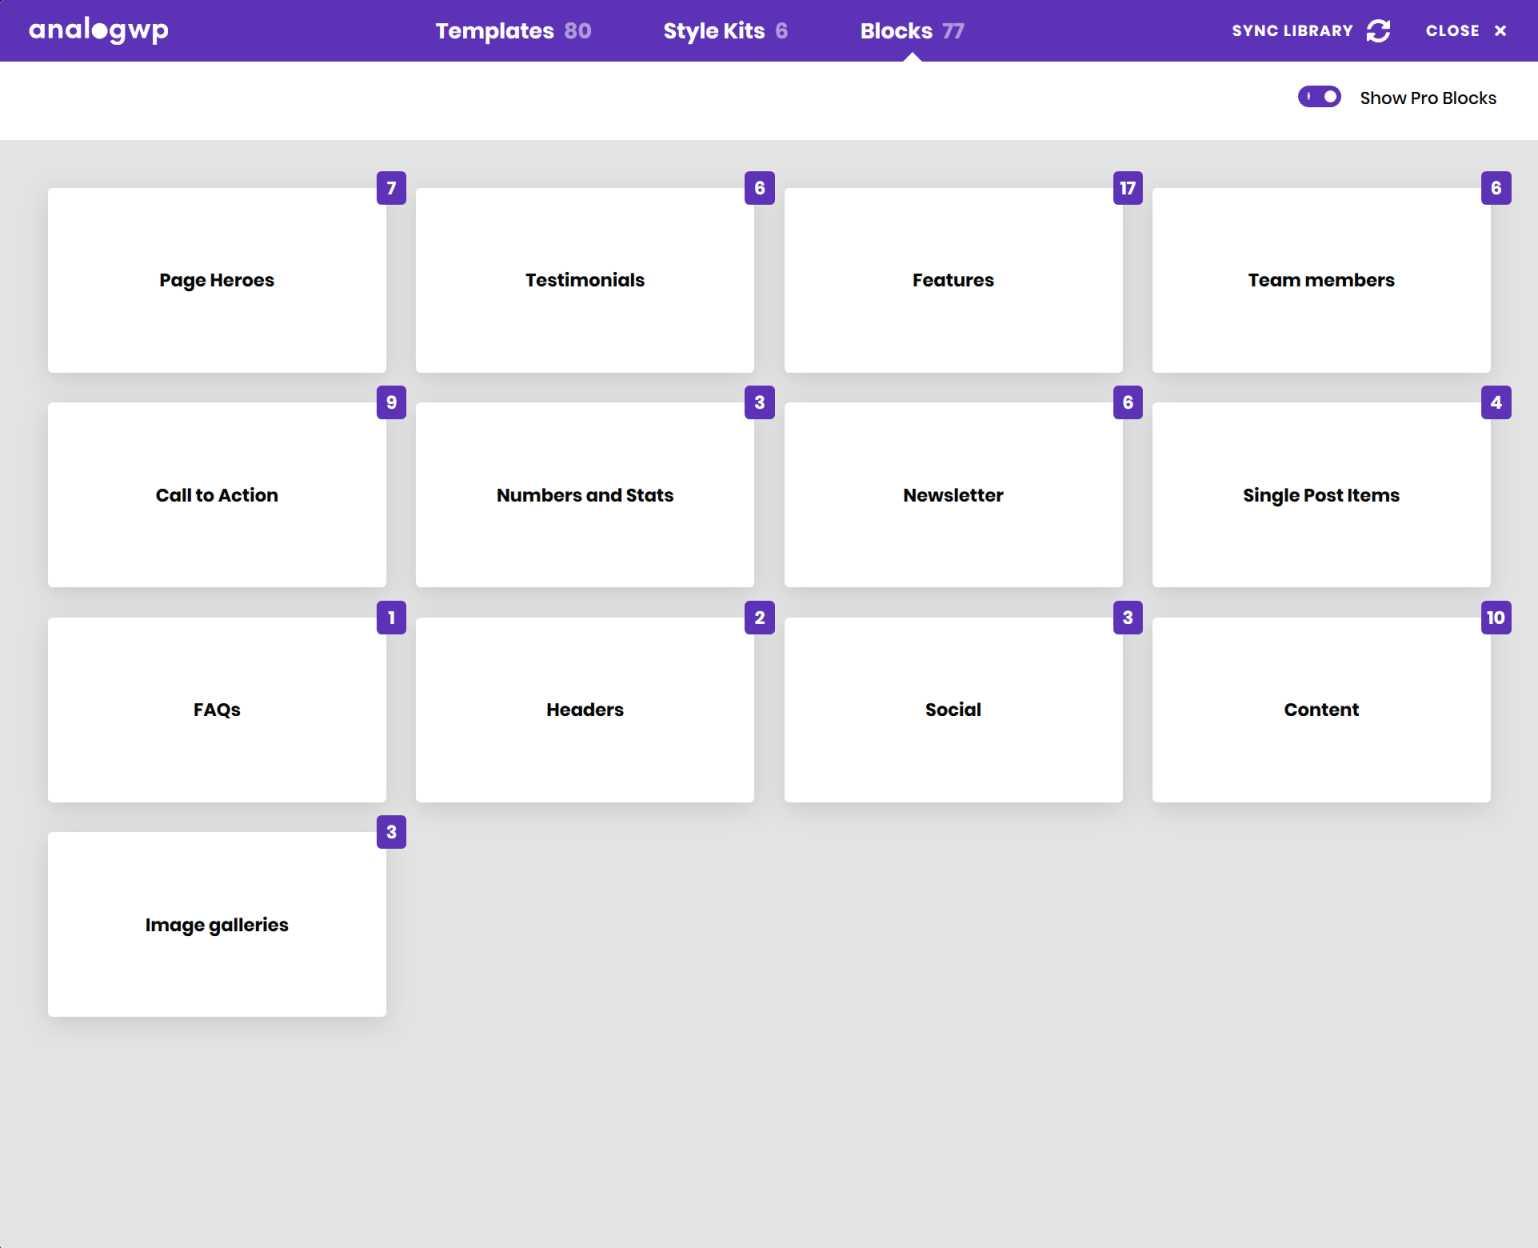 analogwp
Templates 80
Style Kits 6
Blocks 77
SYNC LIBRARY
CLOSE ×
Show Pro Blocks
7
Page Heroes
6
Testimonials
17
Features
6
Team members
9
Call to Action
3
Numbers and Stats
6
Newsletter
4
Single Post Items
1
FAQs
2
Headers
3
Social
10
Content
3
Image galleries